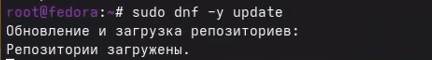 root@fedora:~# sudo dnf -y update
Обновление и загрузка репозиториев:
Репозитории загружены.